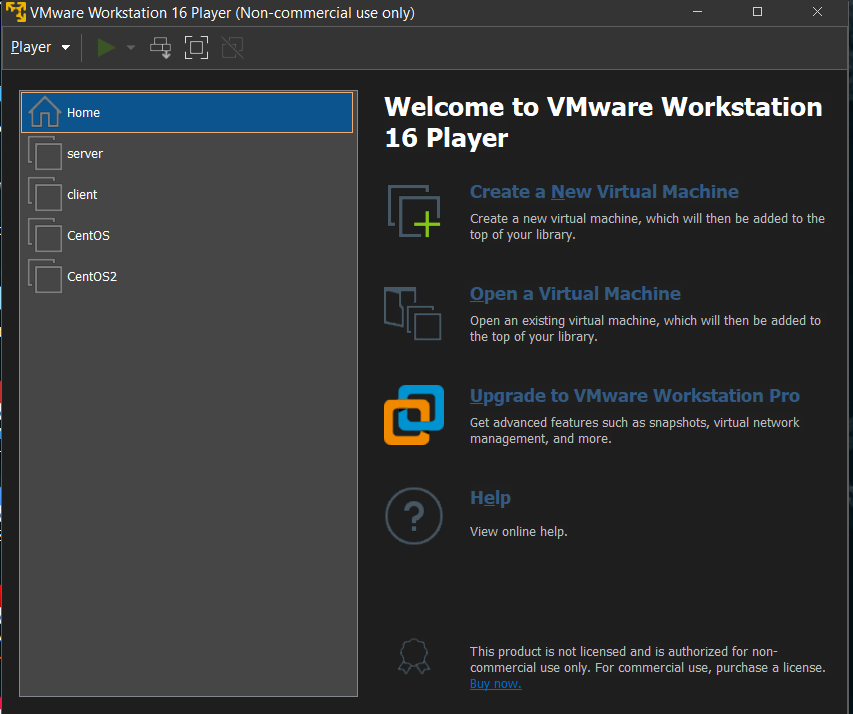 VMware Workstation 16 Player (Non-commercial use only)
Player
Home
server
client
CentOS
CentOS2
Welcome to VMware Workstation
16 Player
Create a New Virtual Machine
Create a new virtual machine, which will then be added to the
top of your library.
Open a Virtual Machine
Open an existing virtual machine, which will then be added to
the top of your library.
Upgrade to VMware Workstation Pro
Get advanced features such as snapshots, virtual network
management, and more.
Help
?
View online help.
This product is not licensed and is authorized for non-
commercial use only. For commercial use, purchase a license.
Buy now.